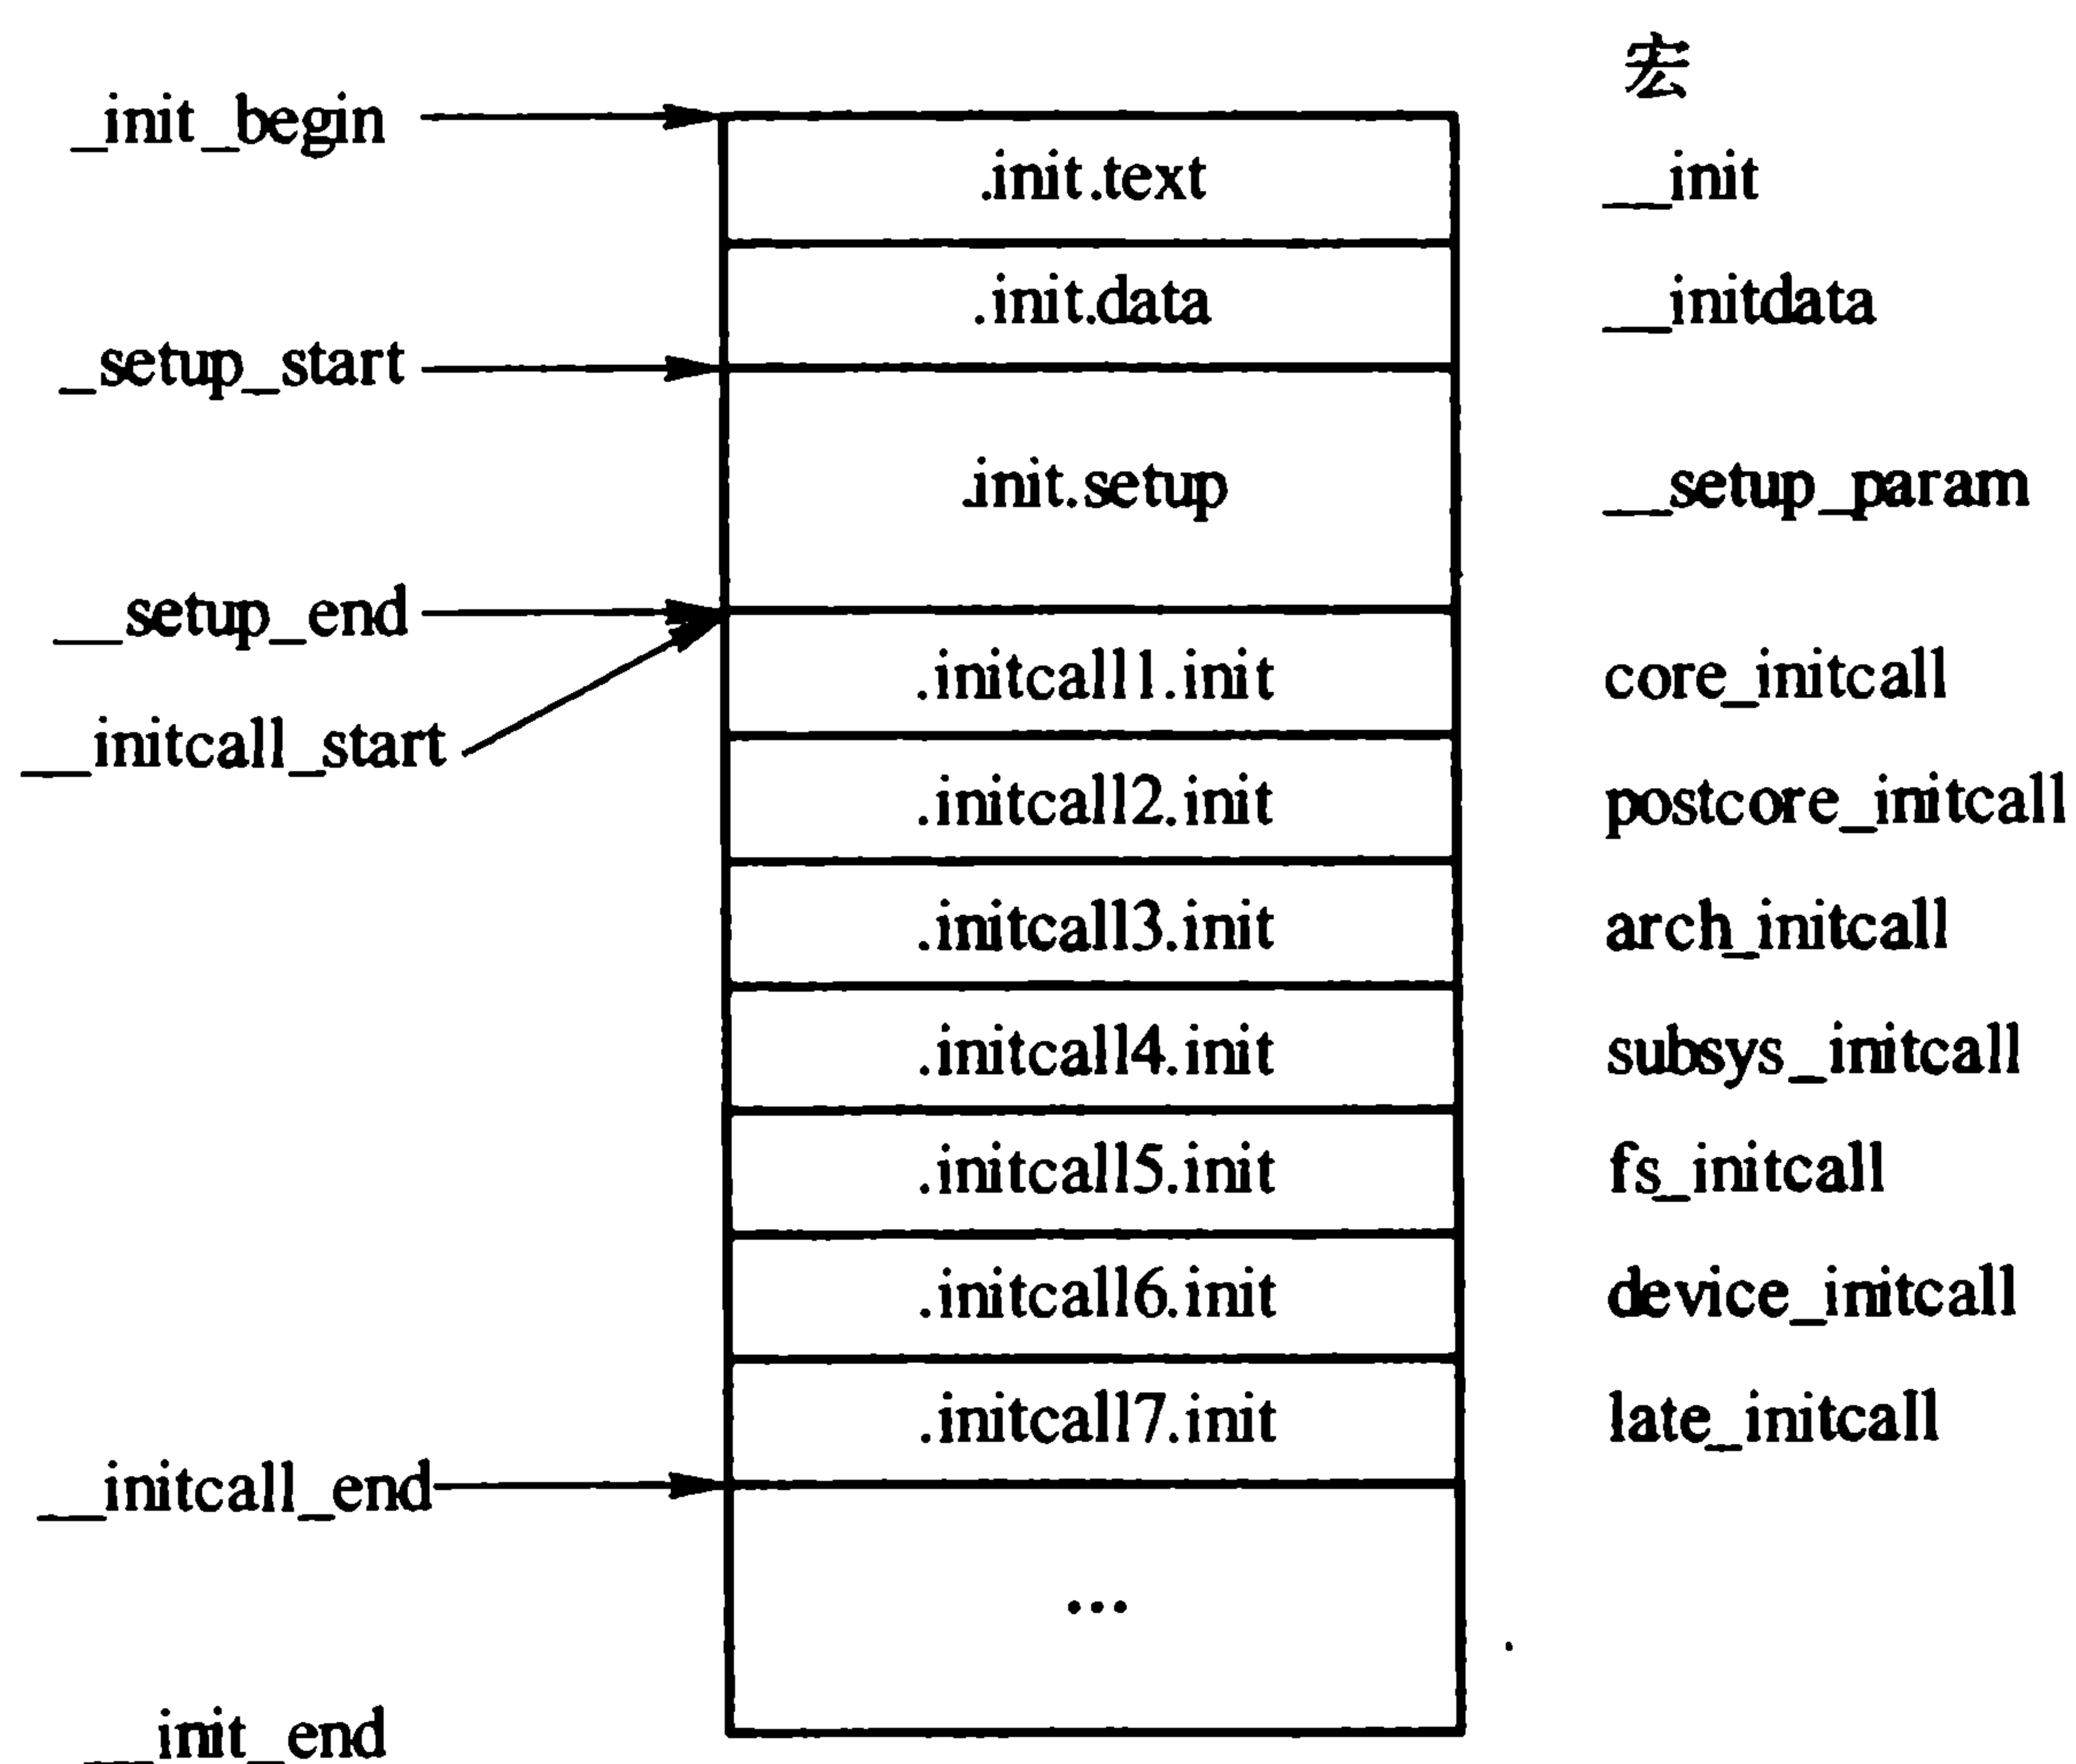 宏
_init_begin
.init.text
__init
.init.data
__initdata
_setup_start
.init.setup
__setup_param
__setup_end
.initcall1.init
core_initcall
__initcall_start
.initcall2.init
postcore_initcall
.initcall3.init
arch_initcall
.initcall4.init
subsys_initcall
.initcall5.init
fs_initcall
.initcall6.init
device_initcall
.initcall7.init
late_initcall
__initcall_end
...
__init_end